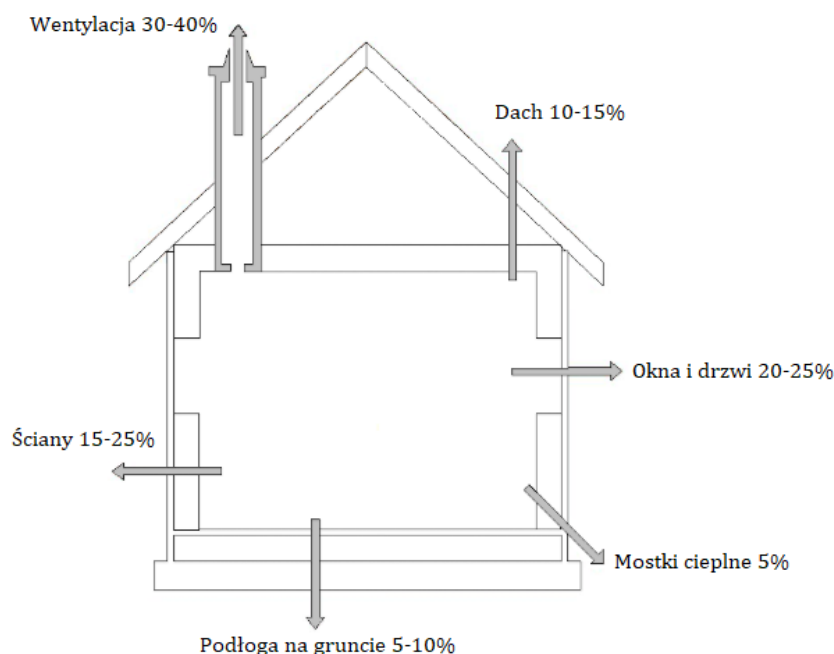 Wentylacja 30-40%
Dach 10-15%
Okna i drzwi 20-25%
Ściany 15-25%
Mostki cieplne 5%
Podłoga na gruncie 5-10%